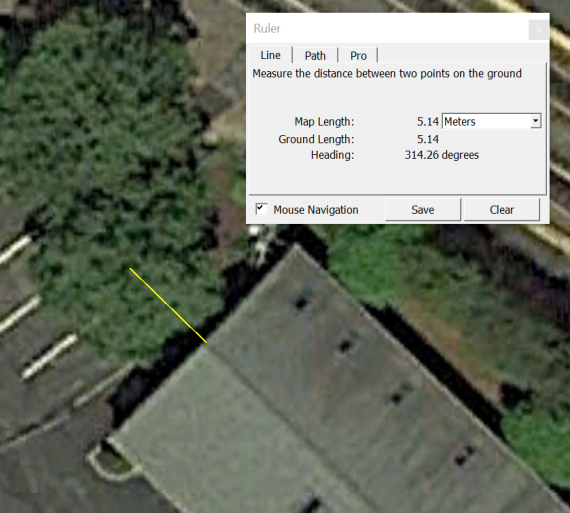 Ruler
Line Path Pro
Measure the distance between two points on the ground
Map Length: 5.14 Meters
Ground Length: 5.14
Heading: 314.26 degrees
Mouse Navigation Save Clear